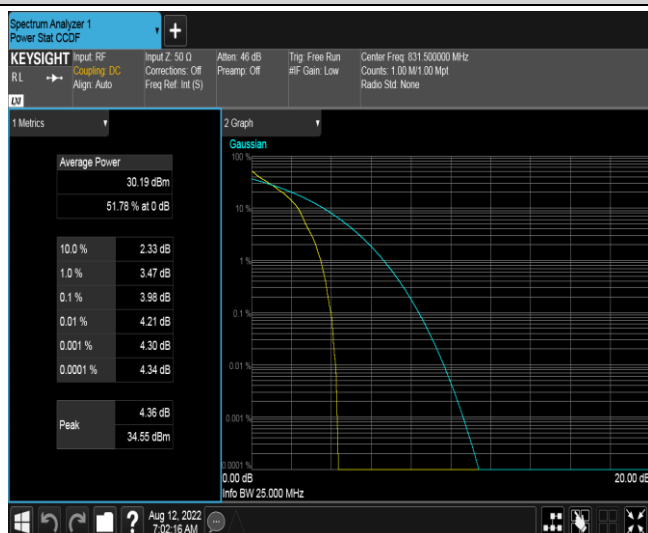 Spectrum Analyzer 1
Power Stat CCDF
+
KEYSIGHT
RL
LXI
Input: RF
Coupling: DC
Align: Auto
Input Z: 50 Ω
Corrections: Off
Freq Ref: Int (S)
Atten: 46 dB
Preamp: Off
Trig: Free Run
#IF Gain: Low
Center Freq: 831.500000 MHz
Counts: 1.00 M/1.00 Mpt
Radio Std: None
1 Metrics
Average Power
30.19 dBm
51.78 % at 0 dB
10.0 % 2.33 dB
1.0 % 3.47 dB
0.1 % 3.98 dB
0.01 % 4.21 dB
0.001 % 4.30 dB
0.0001 % 4.34 dB
Peak
4.36 dB
34.55 dBm
2 Graph
Gaussian
100 %
10 %
1 %
0.1 %
0.01 %
0.001 %
0.0001 %
0.00 dB
20.00 dB
Info BW 25.000 MHz
?
Aug 12, 2022
7:02:16 AM